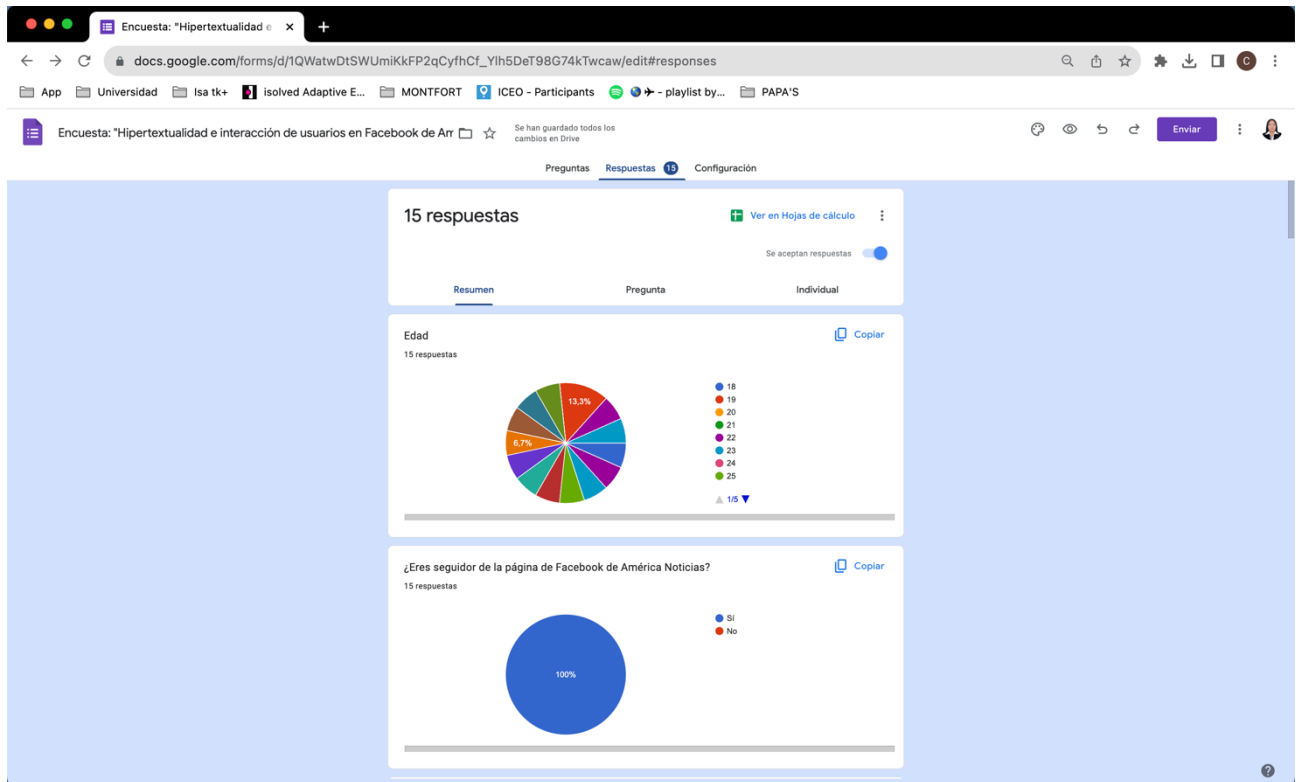 Encuesta: "Hipertextualidad e
docs.google.com/forms/d/1QWatwDtSWUmiKkFP2qCyfhCf_Ylh5DeT98G74kTwcaw/edit#responses
C
App Universidad Isa tk+ isolved Adaptive E... MONTFORT ICEO - Participants - playlist by... PAPA'S
Encuesta: "Hipertextualidad e interacción de usuarios en Facebook de Am
Se han guardado todos los
cambios en Drive
Enviar
Preguntas Respuestas 15 Configuración
15 respuestas
Ver en Hojas de cálculo
Se aceptan respuestas
Resumen Pregunta Individual
Edad
Copiar
15 respuestas
13,3%
6,7%
18
19
20
21
22
23
24
25
1/5
¿Eres seguidor de la página de Facebook de América Noticias?
Copiar
15 respuestas
100%
Sí
No